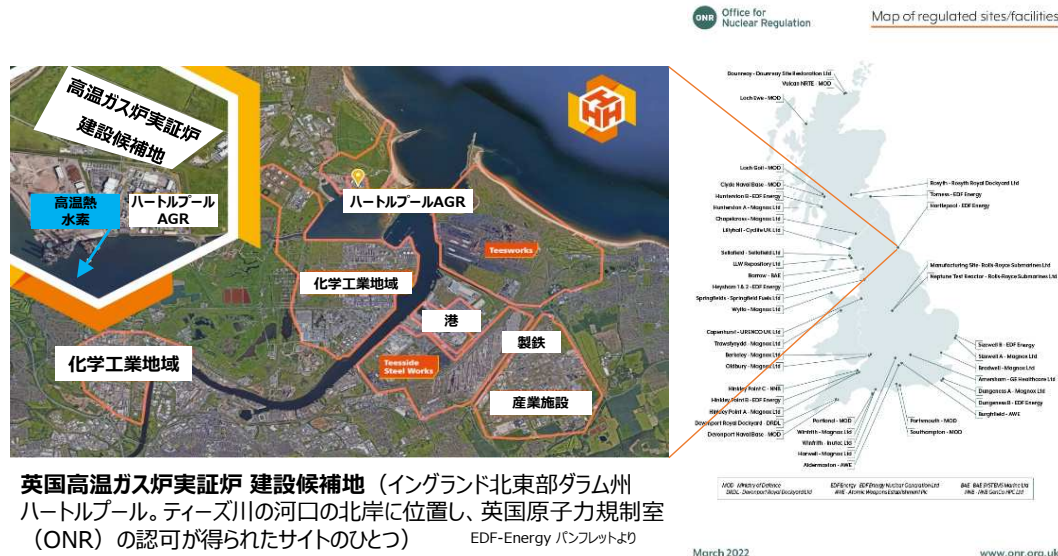 ONR
Office for
Nuclear Regulation
Map of regulated sites/facilities
高温ガス炉実証炉
建設候補地
高温熱
水素
ハートルプール
AGR
H
ハートルプールAGR
Teesworks
化学工業地域
港
製鉄
化学工業地域
Teesside
Steel Works
産業施設
英国高温ガス炉実証炉 建設候補地（イングランド北東部ダラム州
ハートルプール。ティーズ川の河口の北岸に位置し、英国原子力規制室
（ONR）の認可が得られたサイトのひとつ）
EDF-Energy パンフレットより
Dounreay - Dounreay Site Restoration Ltd
Vulcan NRTE - MOD
Loch Ewe - MOD
Loch Goil - MOD
Clyde Naval Base - MOD
Hunterston B - EDF Energy
Hunterston A - Magnox Ltd
Chapelcross - Magnox Ltd
Lillyhall - Cyclife UK Ltd
Sellafield - Sellafield Ltd
LLW Repository Ltd
Barrow - BAE
Heysham 1 & 2 - EDF Energy
Springfields - Springfield Fuels Ltd
Wylfa - Magnox Ltd
Capenhurst - URENCO UK Ltd
Trawsfynydd - Magnox Ltd
Berkeley - Magnox Ltd
Oldbury - Magnox Ltd
Hinkley Point C - NNB
Hinkley Point B - EDF Energy
Hinkley Point A - Magnox Ltd
Devonport Royal Dockyard - DRDL
Devonport Naval Base - MOD
Rosyth - Rosyth Royal Dockyard Ltd
Torness - EDF Energy
Hartlepool - EDF Energy
Manufacturing Site - Rolls-Royce Submarines Ltd
Neptune Test Reactor - Rolls-Royce Submarines Ltd
Sizewell B - EDF Energy
Sizewell A - Magnox Ltd
Bradwell - Magnox Ltd
Amersham - GE Healthcare Ltd
Dungeness A - Magnox Ltd
Dungeness B - EDF Energy
Burghfield - AWE
Portland - MOD
Winfrith - Magnox Ltd
Winfrith - Inutec Ltd
Harwell - Magnox Ltd
Aldermaston - AWE
Portsmouth - MOD
Southampton - MOD
MOD - Ministry of Defence
DRDL - Devonport Royal Dockyard Ltd
EDF Energy - EDF Energy Nuclear Generation Ltd
AWE - Atomic Weapons Establishment Plc
BAE - BAE SYSTEMS Marine Ltd
NNB - NNB GenCo HPC Ltd
March 2022
www.onr.org.uk